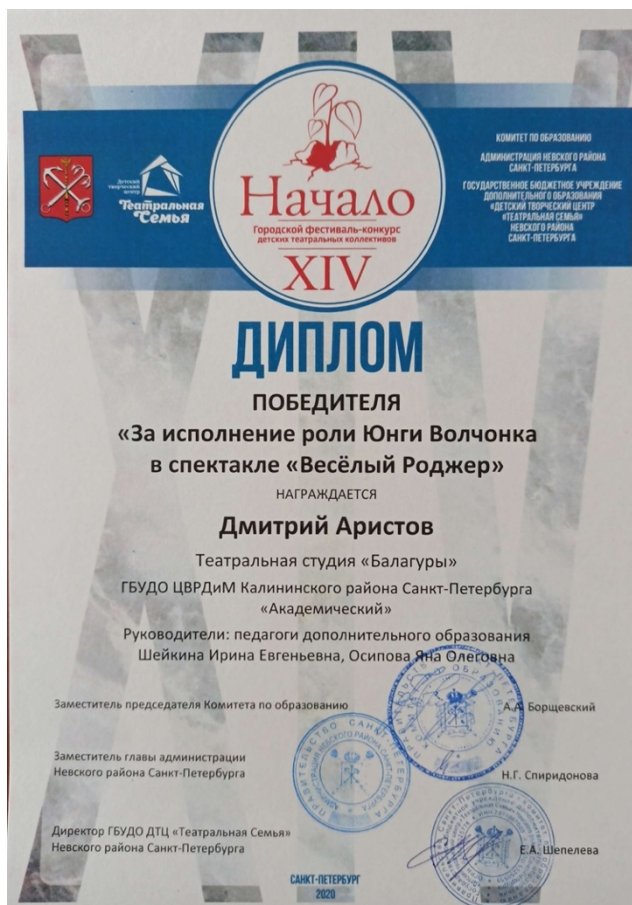 Детский
творческий
центр
Театральная
Семья
Начало
Городской фестиваль-конкурс
детских театральных коллективов
XIV
КОМИТЕТ ПО ОБРАЗОВАНИЮ
АДМИНИСТРАЦИЯ НЕВСКОГО РАЙОНА
САНКТ-ПЕТЕРБУРГА
ГОСУДАРСТВЕННОЕ БЮДЖЕТНОЕ УЧРЕЖДЕНИЕ
ДОПОЛНИТЕЛЬНОГО ОБРАЗОВАНИЯ
«ДЕТСКИЙ ТВОРЧЕСКИЙ ЦЕНТР
«ТЕАТРАЛЬНАЯ СЕМЬЯ»
НЕВСКОГО РАЙОНА
САНКТ-ПЕТЕРБУРГА
ДИПЛОМ
ПОБЕДИТЕЛЯ
«За исполнение роли Юнги Волчонка
в спектакле «Весёлый Роджер»
НАГРАЖДАЕТСЯ
Дмитрий Аристов
Театральная студия «Балагуры»
ГБУДО ЦВРДиМ Калининского района Санкт-Петербурга
«Академический»
Руководители: педагоги дополнительного образования
Шейкина Ирина Евгеньевна, Осипова Яна Олеговна
Заместитель председателя Комитета по образованию
А.А. Борщевский
Заместитель главы администрации
Невского района Санкт-Петербурга
Н.Г. Спиридонова
Директор ГБУДО ДТЦ «Театральная Семья»
Невского района Санкт-Петербурга
Е.А. Шепелева
САНКТ-ПЕТЕРБУРГ
2020